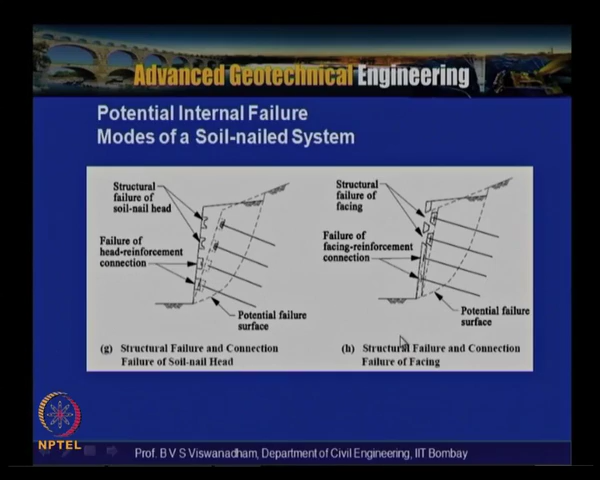 Advanced Geotechnical Engineering
Potential Internal Failure
Modes of a Soil-nailed System
Structural
failure of
soil-nail head
Failure of
head-reinforcement
connection
Potential failure
surface
(g) Structural Failure and Connection
Failure of Soil-nail Head
Structural
failure of
facing
Failure of
facing-reinforcement
connection
Potential failure
surface
(h) Structural Failure and Connection
Failure of Facing
NPTEL
Prof. B V S Viswanadham, Department of Civil Engineering, IIT Bombay